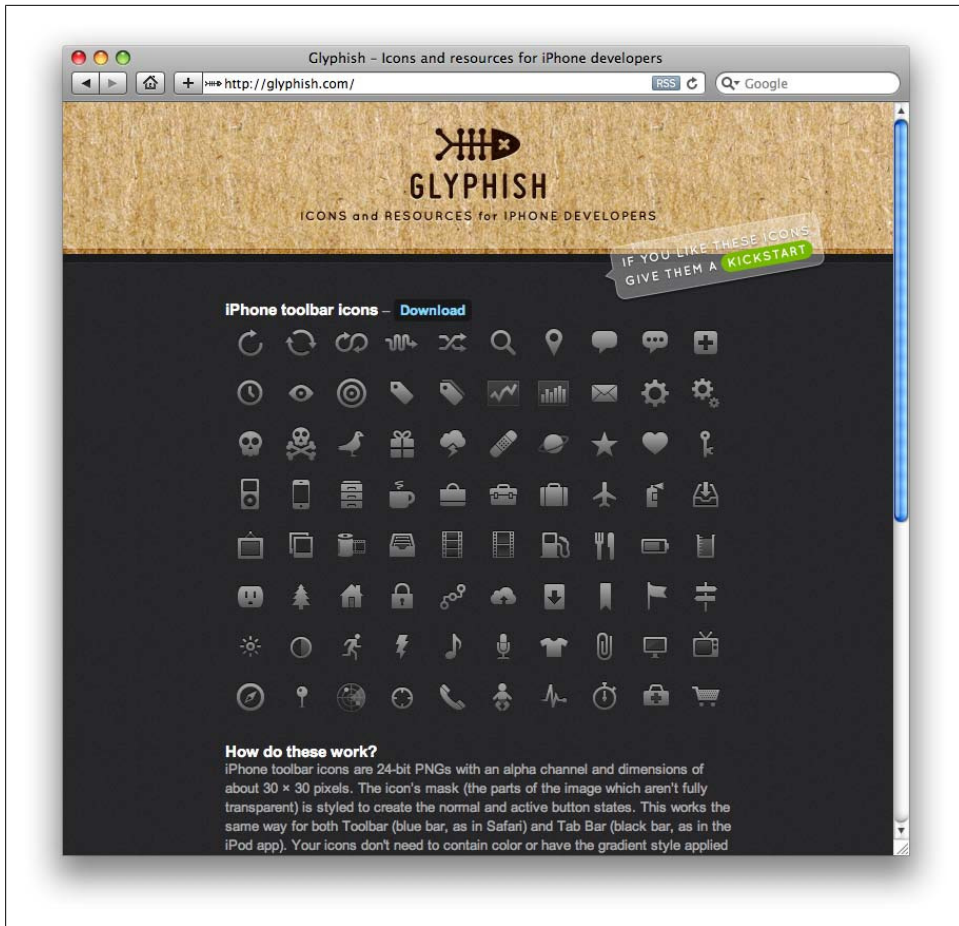 Glyphish – Icons and resources for iPhone developers
http://glyphish.com/
RSS
Google
GLYPHISH
ICONS and RESOURCES for IPHONE DEVELOPERS
IF YOU LIKE THESE ICONS
GIVE THEM A KICKSTART
iPhone toolbar icons – Download
How do these work?
iPhone toolbar icons are 24-bit PNGs with an alpha channel and dimensions of
about 30 × 30 pixels. The icon's mask (the parts of the image which aren't fully
transparent) is styled to create the normal and active button states. This works the
same way for both Toolbar (blue bar, as in Safari) and Tab Bar (black bar, as in the
iPod app). Your icons don't need to contain color or have the gradient style applied